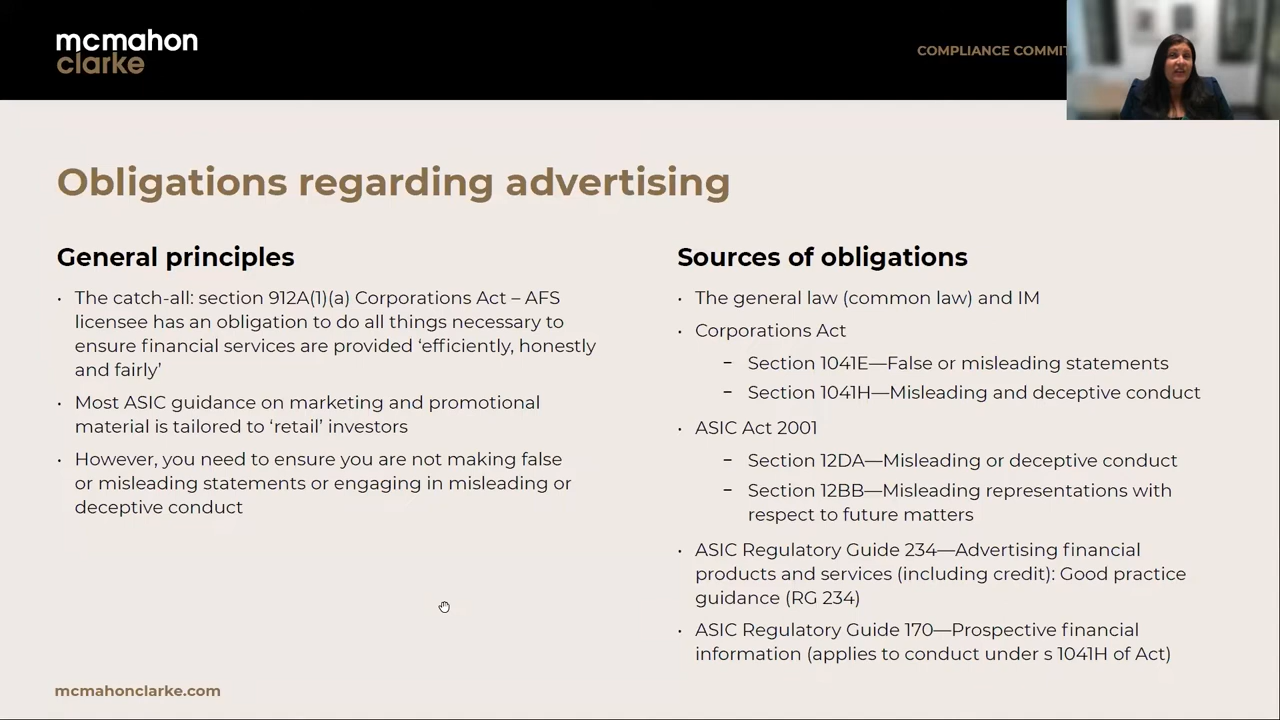 mcmahon
clarke
COMPLIANCE
Obligations regarding advertising
General principles
• The catch-all: section 912A(1)(a) Corporations Act – AFS
licensee has an obligation to do all things necessary to
ensure financial services are provided ‘efficiently, honestly
and fairly’
• Most ASIC guidance on marketing and promotional
material is tailored to ‘retail’ investors
• However, you need to ensure you are not making false
or misleading statements or engaging in misleading or
deceptive conduct
Sources of obligations
• The general law (common law) and IM
• Corporations Act
– Section 1041E—False or misleading statements
– Section 1041H—Misleading and deceptive conduct
• ASIC Act 2001
– Section 12DA—Misleading or deceptive conduct
– Section 12BB—Misleading representations with
respect to future matters
• ASIC Regulatory Guide 234—Advertising financial
products and services (including credit): Good practice
guidance (RG 234)
• ASIC Regulatory Guide 170—Prospective financial
information (applies to conduct under s 1041H of Act)
mcmahonclarke.com